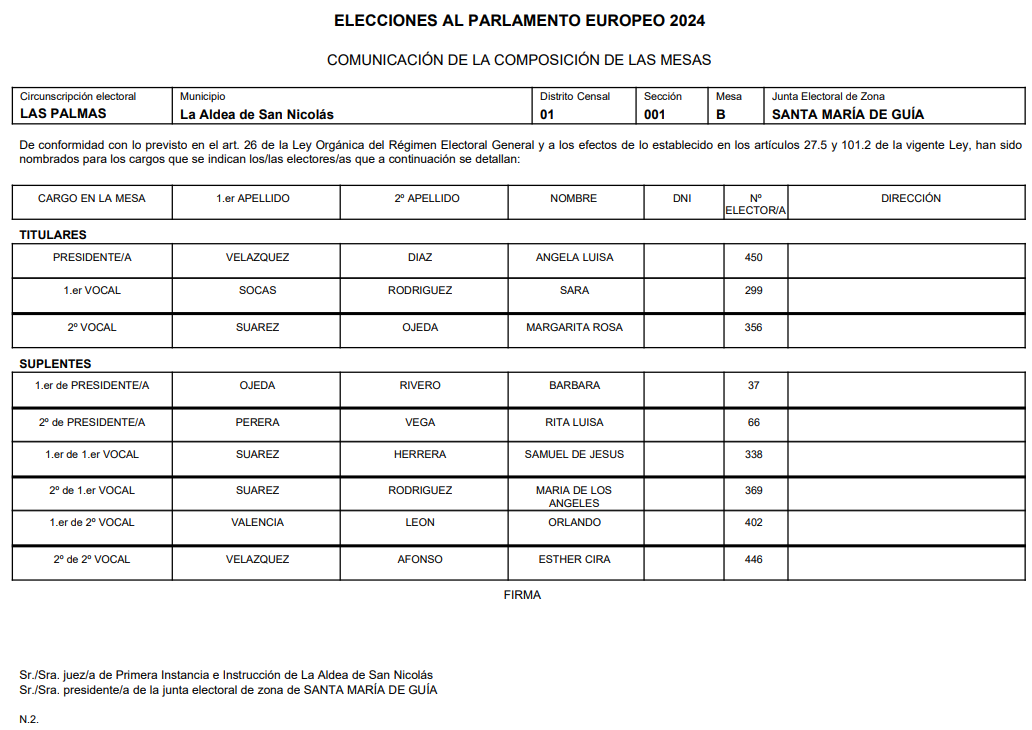 ELECCIONES AL PARLAMENTO EUROPEO 2024
COMUNICACIÓN DE LA COMPOSICIÓN DE LAS MESAS
Circunscripción electoral Municipio Distrito Censal Sección Mesa Junta Electoral de Zona
LAS PALMAS La Aldea de San Nicolás 01 001 B SANTA MARÍA DE GUÍA
De conformidad con lo previsto en el art. 26 de la Ley Orgánica del Régimen Electoral General y a los efectos de lo establecido en los artículos 27.5 y 101.2 de la vigente Ley, han sido
nombrados para los cargos que se indican los/las electores/as que a continuación se detallan:
CARGO EN LA MESA 1.er APELLIDO 2º APELLIDO NOMBRE DNI Nº DIRECCIÓN
ELECTOR/A
TITULARES
PRESIDENTE/A VELAZQUEZ DIAZ ANGELA LUISA 450
1.er VOCAL SOCAS RODRIGUEZ SARA 299
2º VOCAL SUAREZ OJEDA MARGARITA ROSA 356
SUPLENTES
1.er de PRESIDENTE/A OJEDA RIVERO BARBARA 37
2º de PRESIDENTE/A PERERA VEGA RITA LUISA 66
1.er de 1.er VOCAL SUAREZ HERRERA SAMUEL DE JESUS 338
2º de 1.er VOCAL SUAREZ RODRIGUEZ MARIA DE LOS 369
ANGELES
1.er de 2º VOCAL VALENCIA LEON ORLANDO 402
2º de 2º VOCAL VELAZQUEZ AFONSO ESTHER CIRA 446
FIRMA
Sr./Sra. juez/a de Primera Instancia e Instrucción de La Aldea de San Nicolás
Sr./Sra. presidente/a de la junta electoral de zona de SANTA MARÍA DE GUÍA
N.2.